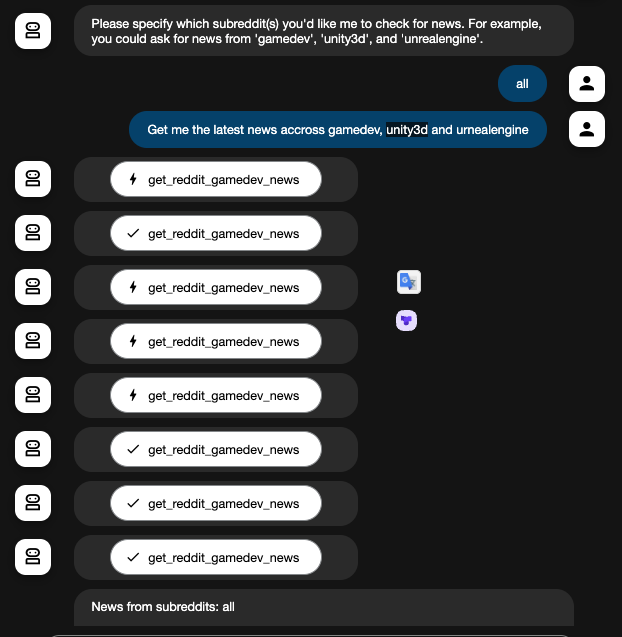 Please specify which subreddit(s) you'd like me to check for news. For example,
you could ask for news from 'gamedev', 'unity3d', and 'unrealengine'.
all
Get me the latest news accross gamedev, unity3d and urnealengine
get_reddit_gamedev_news
get_reddit_gamedev_news
get_reddit_gamedev_news
get_reddit_gamedev_news
get_reddit_gamedev_news
get_reddit_gamedev_news
get_reddit_gamedev_news
get_reddit_gamedev_news
News from subreddits: all